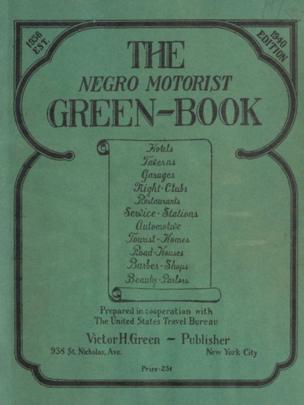 1936
EST.
1940
EDITION
THE
NEGRO MOTORIST
GREEN-BOOK
Hotels
Taverns
Garages
Night-Clubs
Restaurants
Service-Stations
Automotive
Tourist-Homes
Road-Houses
Barber-Shops
Beauty-Parlors
Prepared in cooperation with
The United States Travel Bureau
Victor H. Green - Publisher
938 St. Nicholas, Ave. New York City
Price-25¢